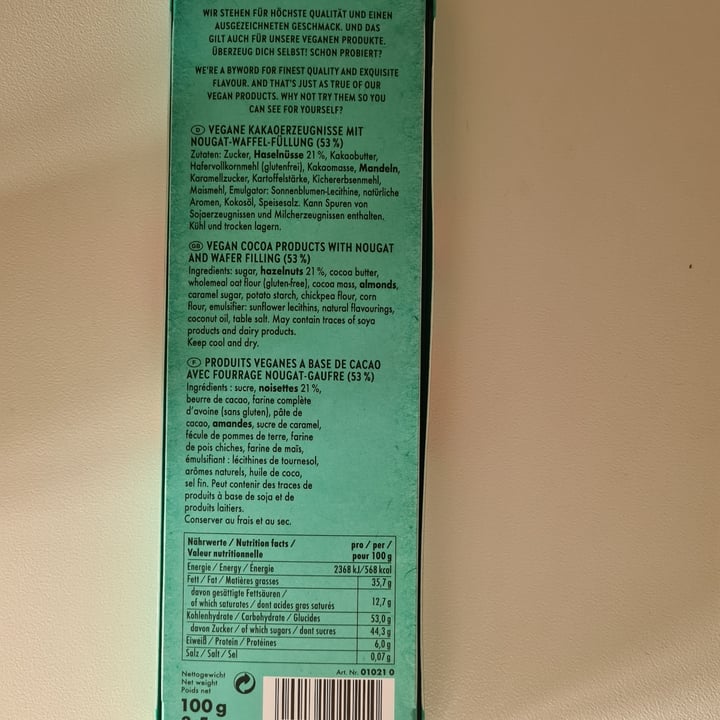 WIR STEHEN FÜR HÖCHSTE QUALITÄT UND EINEN
AUSGEZEICHNETEN GESCHMACK. UND DAS
GILT AUCH FÜR UNSERE VEGANEN PRODUKTE.
ÜBERZEUG DICH SELBST! SCHON PROBIERT?
WE'RE A BYWORD FOR FINEST QUALITY AND EXQUISITE
FLAVOUR. AND THAT'S JUST AS TRUE OF OUR
VEGAN PRODUCTS. WHY NOT TRY THEM SO YOU
CAN SEE FOR YOURSELF?
D VEGANE KAKAOERZEUGNISSE MIT
NOUGAT-WAFFEL-FÜLLUNG (53 %)
Zutaten: Zucker, Haselnüsse 21 %, Kakaobutter,
Hafervollkornmehl (glutenfrei), Kakaomasse, Mandeln,
Karamellzucker, Kartoffelstärke, Kichererbsenmehl,
Maismehl, Emulgator: Sonnenblumen-Lecithine, natürliche
Aromen, Kokosöl, Speisesalz. Kann Spuren von
Sojaerzeugnissen und Milcherzeugnissen enthalten.
Kühl und trocken lagern.
GB VEGAN COCOA PRODUCTS WITH NOUGAT
AND WAFER FILLING (53 %)
Ingredients: sugar, hazelnuts 21 %, cocoa butter,
wholemeal oat flour (gluten-free), cocoa mass, almonds,
caramel sugar, potato starch, chickpea flour, corn
flour, emulsifier: sunflower lecithins, natural flavourings,
coconut oil, table salt. May contain traces of soya
products and dairy products.
Keep cool and dry.
F PRODUITS VEGANES A BASE DE CACAO
AVEC FOURRAGE NOUGAT-GAUFRE (53 %)
Ingrédients : sucre, noisettes 21 %,
beurre de cacao, farine complète
d'avoine (sans gluten), pâte de
cacao, amandes, sucre de caramel,
fécule de pommes de terre, farine
de pois chiches, farine de maïs,
émulsifiant : lécithines de tournesol,
arômes naturels, huile de coco,
sel fin. Peut contenir des traces de
produits à base de soja et de
produits laitiers.
Conserver au frais et au sec.
Nährwerte / Nutrition facts / pro / per /
Valeur nutritionnelle pour 100 g
Energie / Energy / Énergie 2368 kJ/568 kcal
Fett / Fat / Matières grasses 35,7 g
davon gesättigte Fettsäuren /
of which saturates / dont acides gras saturés 12,7 g
Kohlenhydrate / Carbohydrate / Glucides 53,0 g
davon Zucker / of which sugars / dont sucres 44,3 g
Eiweiß / Protein / Protéines 6,0 g
Salz / Salt / Sel 0,07 g
Art. Nr. 01021 0
Nettogewicht
Net weight
Poids net
100 g